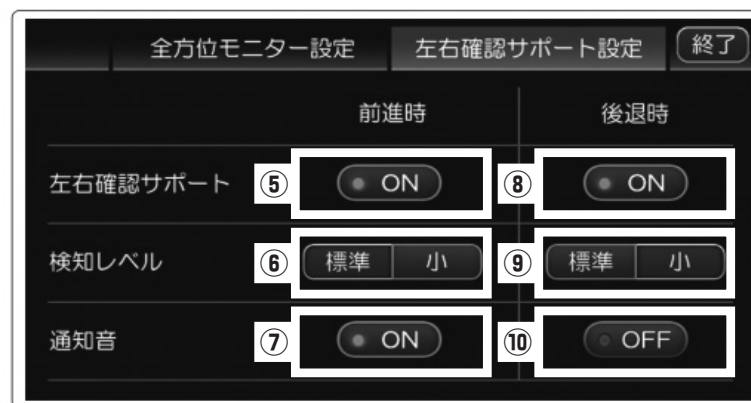 全方位モニター設定 左右確認サポート設定 終了
前進時 後退時
左右確認サポート ⑤ ON ⑧ ON
検知レベル ⑥ 標準 小 ⑨ 標準 小
通知音 ⑦ ON ⑩ OFF